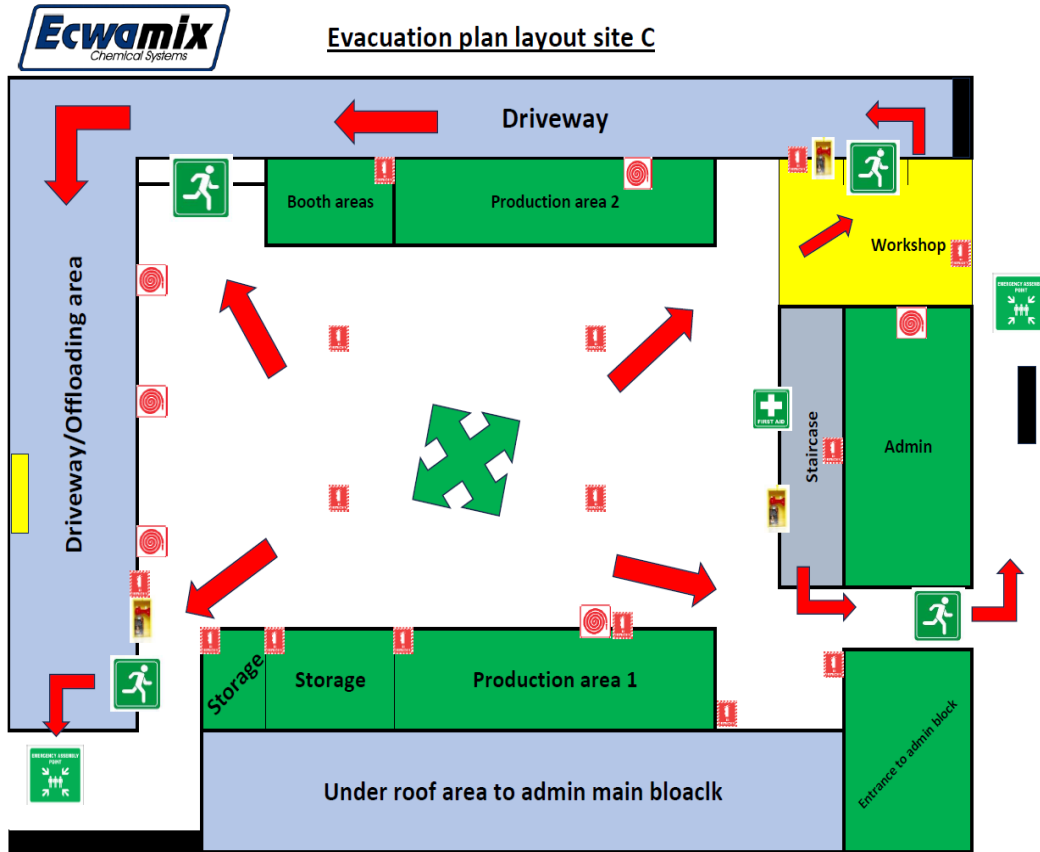 Ecwamix
Chemical Systems
Evacuation plan layout site C
Driveway
Booth areas
Production area 2
Workshop
Driveway/Offloading area
EMERGENCY ASSEMBLY
POINT
FIRST AID
Staircase
Admin
Storage
Storage
Production area 1
Entrance to admin block
EMERGENCY ASSEMBLY
POINT
Under roof area to admin main bloaclk